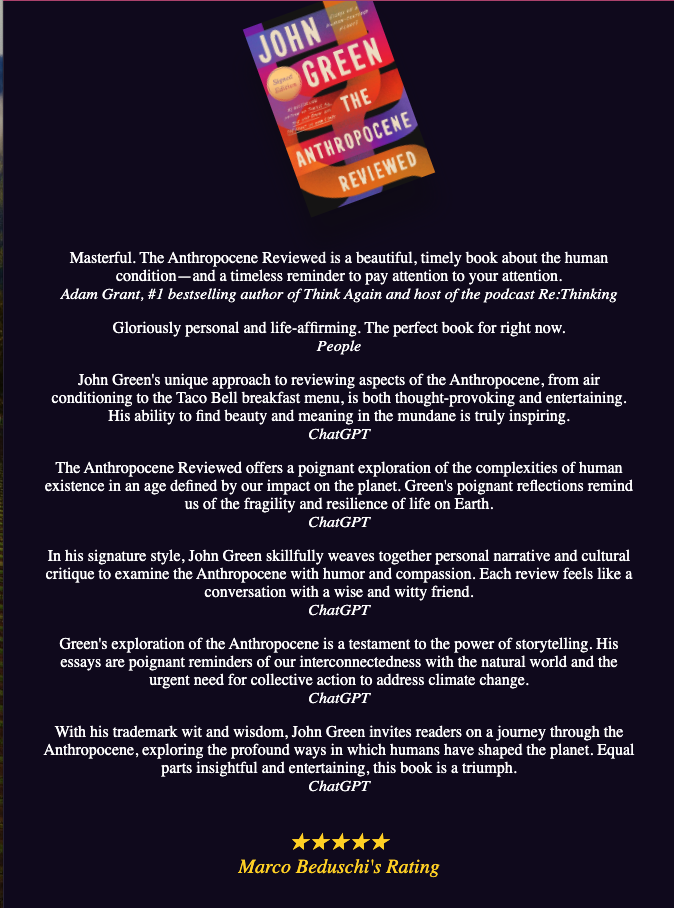 JOHN
GREEN
Signed
Edition
THE
ANTHROPOCENE
REVIEWED
Masterful. The Anthropocene Reviewed is a beautiful, timely book about the human
condition—and a timeless reminder to pay attention to your attention.
Adam Grant, #1 bestselling author of Think Again and host of the podcast Re:Thinking
Gloriously personal and life-affirming. The perfect book for right now.
People
John Green's unique approach to reviewing aspects of the Anthropocene, from air
conditioning to the Taco Bell breakfast menu, is both thought-provoking and entertaining.
His ability to find beauty and meaning in the mundane is truly inspiring.
ChatGPT
The Anthropocene Reviewed offers a poignant exploration of the complexities of human
existence in an age defined by our impact on the planet. Green's poignant reflections remind
us of the fragility and resilience of life on Earth.
ChatGPT
In his signature style, John Green skillfully weaves together personal narrative and cultural
critique to examine the Anthropocene with humor and compassion. Each review feels like a
conversation with a wise and witty friend.
ChatGPT
Green's exploration of the Anthropocene is a testament to the power of storytelling. His
essays are poignant reminders of our interconnectedness with the natural world and the
urgent need for collective action to address climate change.
ChatGPT
With his trademark wit and wisdom, John Green invites readers on a journey through the
Anthropocene, exploring the profound ways in which humans have shaped the planet. Equal
parts insightful and entertaining, this book is a triumph.
ChatGPT
★★★★★
Marco Beduschi's Rating